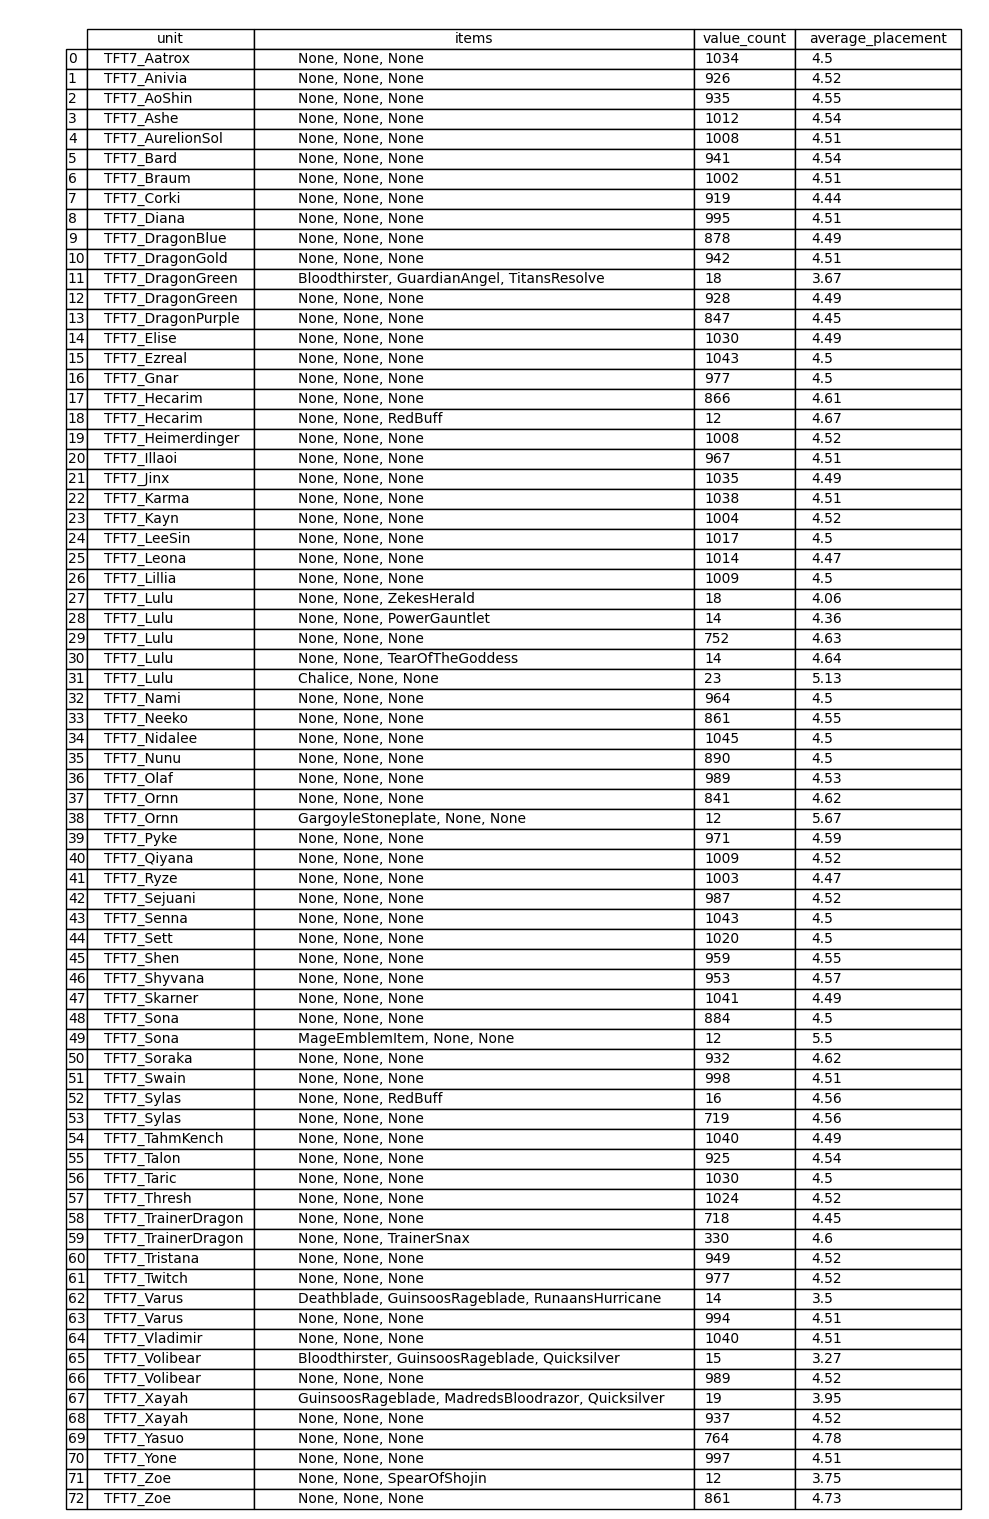 unit items value_count average_placement
0 TFT7_Aatrox None, None, None 1034 4.5
1 TFT7_Anivia None, None, None 926 4.52
2 TFT7_AoShin None, None, None 935 4.55
3 TFT7_Ashe None, None, None 1012 4.54
4 TFT7_AurelionSol None, None, None 1008 4.51
5 TFT7_Bard None, None, None 941 4.54
6 TFT7_Braum None, None, None 1002 4.51
7 TFT7_Corki None, None, None 919 4.44
8 TFT7_Diana None, None, None 995 4.51
9 TFT7_DragonBlue None, None, None 878 4.49
10 TFT7_DragonGold None, None, None 942 4.51
11 TFT7_DragonGreen Bloodthirster, GuardianAngel, TitansResolve 18 3.67
12 TFT7_DragonGreen None, None, None 928 4.49
13 TFT7_DragonPurple None, None, None 847 4.45
14 TFT7_Elise None, None, None 1030 4.49
15 TFT7_Ezreal None, None, None 1043 4.5
16 TFT7_Gnar None, None, None 977 4.5
17 TFT7_Hecarim None, None, None 866 4.61
18 TFT7_Hecarim None, None, RedBuff 12 4.67
19 TFT7_Heimerdinger None, None, None 1008 4.52
20 TFT7_Illaoi None, None, None 967 4.51
21 TFT7_Jinx None, None, None 1035 4.49
22 TFT7_Karma None, None, None 1038 4.51
23 TFT7_Kayn None, None, None 1004 4.52
24 TFT7_LeeSin None, None, None 1017 4.5
25 TFT7_Leona None, None, None 1014 4.47
26 TFT7_Lillia None, None, None 1009 4.5
27 TFT7_Lulu None, None, ZekesHerald 18 4.06
28 TFT7_Lulu None, None, PowerGauntlet 14 4.36
29 TFT7_Lulu None, None, None 752 4.63
30 TFT7_Lulu None, None, TearOfTheGoddess 14 4.64
31 TFT7_Lulu Chalice, None, None 23 5.13
32 TFT7_Nami None, None, None 964 4.5
33 TFT7_Neeko None, None, None 861 4.55
34 TFT7_Nidalee None, None, None 1045 4.5
35 TFT7_Nunu None, None, None 890 4.5
36 TFT7_Olaf None, None, None 989 4.53
37 TFT7_Ornn None, None, None 841 4.62
38 TFT7_Ornn GargoyleStoneplate, None, None 12 5.67
39 TFT7_Pyke None, None, None 971 4.59
40 TFT7_Qiyana None, None, None 1009 4.52
41 TFT7_Ryze None, None, None 1003 4.47
42 TFT7_Sejuani None, None, None 987 4.52
43 TFT7_Senna None, None, None 1043 4.5
44 TFT7_Sett None, None, None 1020 4.5
45 TFT7_Shen None, None, None 959 4.55
46 TFT7_Shyvana None, None, None 953 4.57
47 TFT7_Skarner None, None, None 1041 4.49
48 TFT7_Sona None, None, None 884 4.5
49 TFT7_Sona MageEmblemItem, None, None 12 5.5
50 TFT7_Soraka None, None, None 932 4.62
51 TFT7_Swain None, None, None 998 4.51
52 TFT7_Sylas None, None, RedBuff 16 4.56
53 TFT7_Sylas None, None, None 719 4.56
54 TFT7_TahmKench None, None, None 1040 4.49
55 TFT7_Talon None, None, None 925 4.54
56 TFT7_Taric None, None, None 1030 4.5
57 TFT7_Thresh None, None, None 1024 4.52
58 TFT7_TrainerDragon None, None, None 718 4.45
59 TFT7_TrainerDragon None, None, TrainerSnax 330 4.6
60 TFT7_Tristana None, None, None 949 4.52
61 TFT7_Twitch None, None, None 977 4.52
62 TFT7_Varus Deathblade, GuinsoosRageblade, RunaansHurricane 14 3.5
63 TFT7_Varus None, None, None 994 4.51
64 TFT7_Vladimir None, None, None 1040 4.51
65 TFT7_Volibear Bloodthirster, GuinsoosRageblade, Quicksilver 15 3.27
66 TFT7_Volibear None, None, None 989 4.52
67 TFT7_Xayah GuinsoosRageblade, MadredsBloodrazor, Quicksilver 19 3.95
68 TFT7_Xayah None, None, None 937 4.52
69 TFT7_Yasuo None, None, None 764 4.78
70 TFT7_Yone None, None, None 997 4.51
71 TFT7_Zoe None, None, SpearOfShojin 12 3.75
72 TFT7_Zoe None, None, None 861 4.73